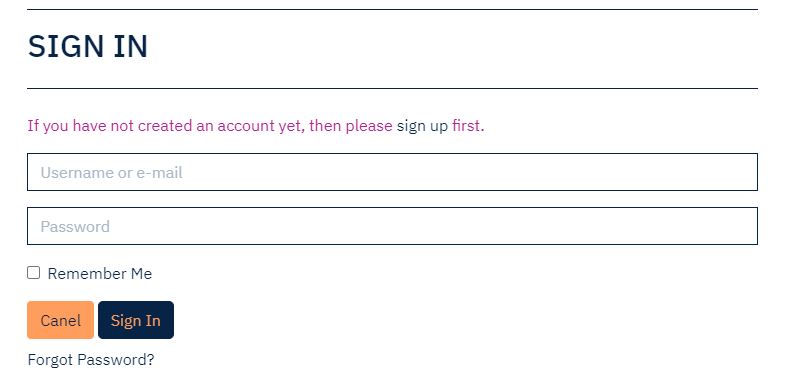 SIGN IN
If you have not created an account yet, then please sign up first.
Username or e-mail
Password
Remember Me
Canel Sign In
Forgot Password?